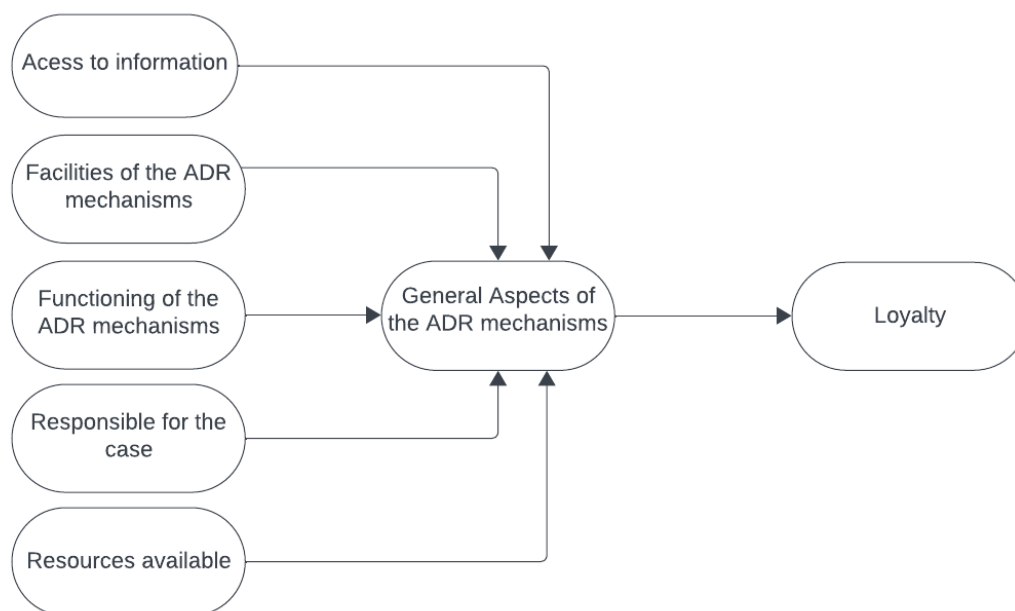 Acess to information
Facilities of the ADR
mechanisms
Functioning of the
ADR mechanisms
Responsible for the
case
Resources available
General Aspects of
the ADR mechanisms
Loyalty